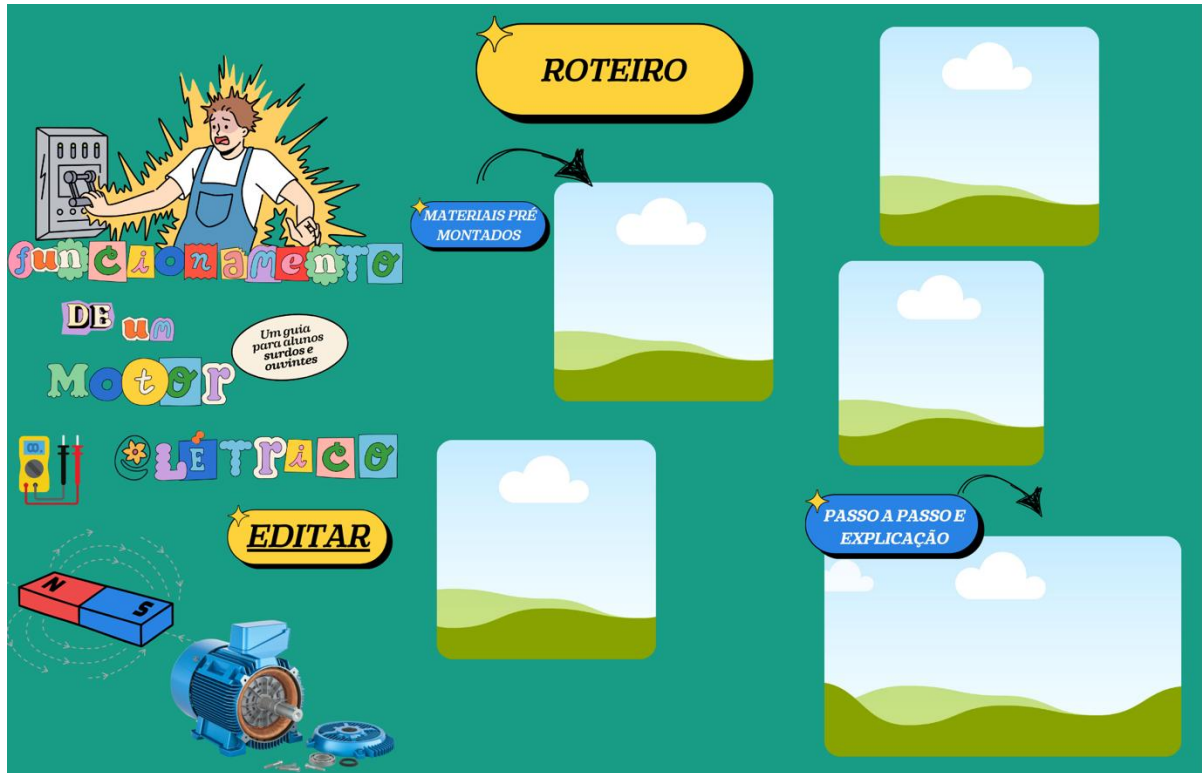 funcionamento
DE um
Motor
eLÉTriCO
Um guia
para alunos
surdos e
ouvintes
EDITAR
N
S
ROTEIRO
MATERIAIS PRÉ
MONTADOS
PASSO A PASSO E
EXPLICAÇÃO